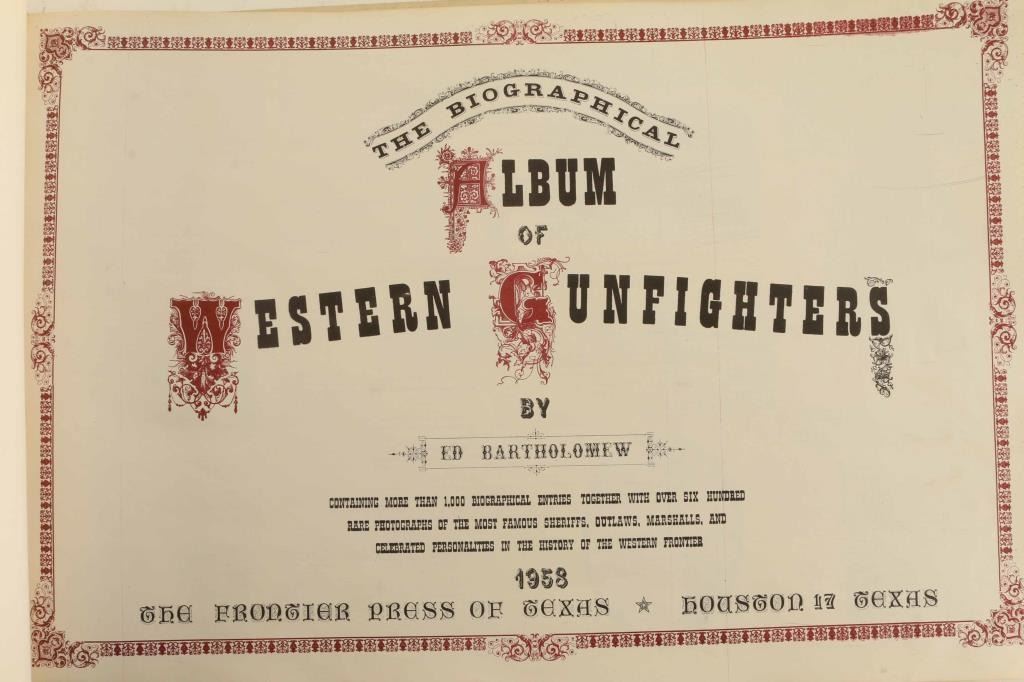 THE BIOGRAPHICAL
ALBUM
OF
WESTERN GUNFIGHTERS
BY
ED BARTHOLOMEW
CONTAINING MORE THAN 1,000 BIOGRAPHICAL ENTRIES TOGETHER WITH OVER SIX HUNDRED
RARE PHOTOGRAPHS OF THE MOST FAMOUS SHERIFFS, OUTLAWS, MARSHALLS, AND
CELEBRATED PERSONALITIES IN THE HISTORY OF THE WESTERN FRONTIER
1958
THE FRONTIER PRESS OF TEXAS ★ HOUSTON 17 TEXAS